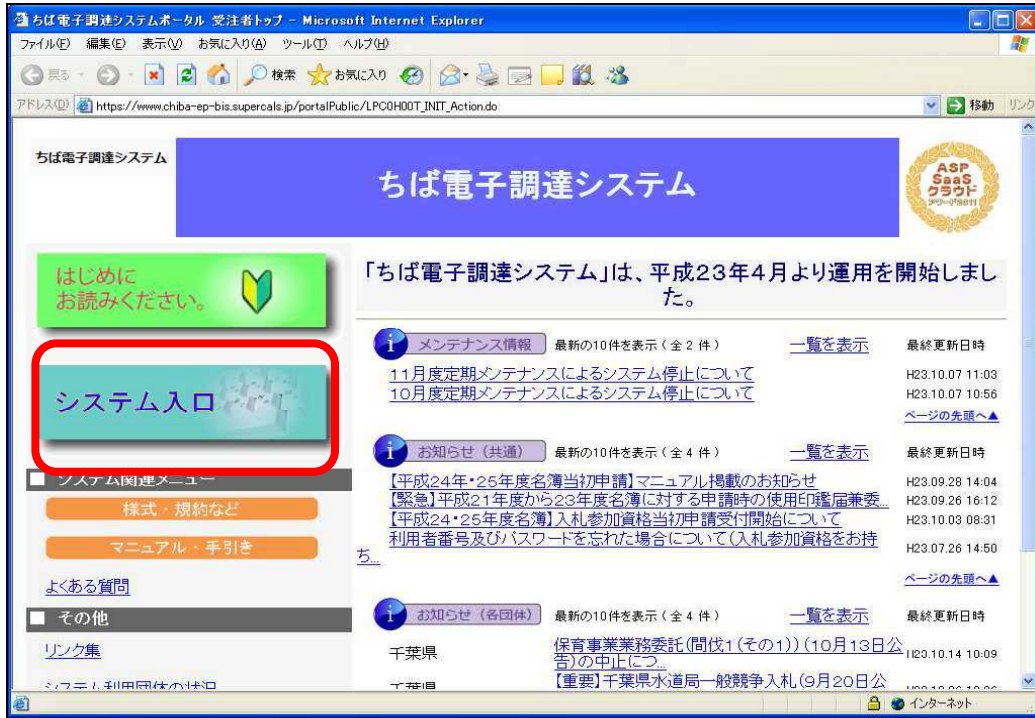 ちば電子調達システムポータル 受注者トップ - Microsoft Internet Explorer
ファイル(F) 編集(E) 表示(V) お気に入り(A) ツール(T) ヘルプ(H)
戻る 検索 お気に入り
アドレス(D) https://www.chiba-ep-bis.supercals.jp/portalPublic/LPC0H00T_INIT_Action.do 移動 リンク
ちば電子調達システム
ちば電子調達システム
ASP
SaaS
クラウド
はじめに
お読みください。
システム入口
■ システム関連メニュー
様式・規約など
マニュアル・手引き
よくある質問
■ その他
リンク集
システム利用団体の状況
「ちば電子調達システム」は、平成23年4月より運用を開始しまし
た。
メンテナンス情報 最新の10件を表示(全 2 件) 一覧を表示 最終更新日時
11月度定期メンテナンスによるシステム停止について H23.10.07 11:03
10月度定期メンテナンスによるシステム停止について H23.10.07 10:56
ページの先頭へ▲
お知らせ(共通) 最新の10件を表示(全 4 件) 一覧を表示 最終更新日時
【平成24年・25年度名簿当初申請】マニュアル掲載のお知らせ H23.09.28 14:04
【緊急】平成21年度から23年度名簿に対する申請時の使用印鑑届兼委... H23.09.26 16:12
【平成24・25年度名簿】入札参加資格当初申請受付開始について H23.10.03 08:31
利用者番号及びパスワードを忘れた場合について(入札参加資格をお持
ち... H23.07.26 14:50
ページの先頭へ▲
お知らせ(各団体) 最新の10件を表示(全 4 件) 一覧を表示 最終更新日時
千葉県 保育事業業務委託(間伐1(その1))(10月13日公
告)の中止につ... H23.10.14 10:09
千葉県 【重要】千葉県水道局一般競争入札(9月20日公
インターネット